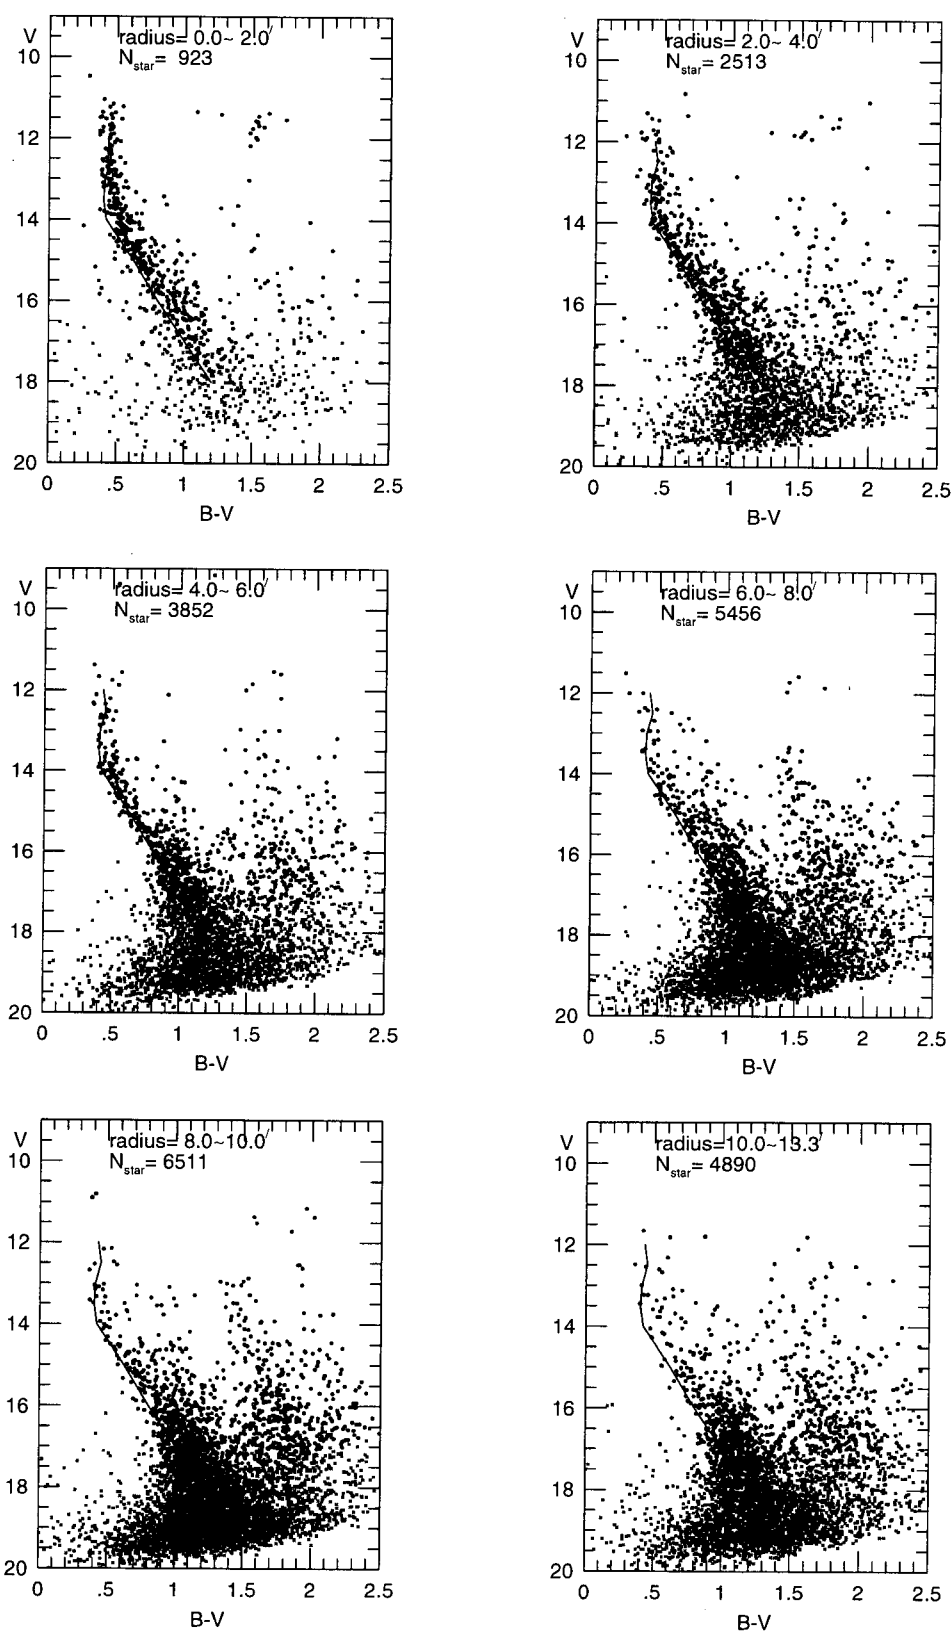 V
radius= 0.0~ 2.0′
N_star= 923
10
12
14
16
18
20
0 .5 1 1.5 2 2.5
B-V
V
radius= 2.0~ 4.0′
N_star= 2513
10
12
14
16
18
20
0 .5 1 1.5 2 2.5
B-V
V
radius= 4.0~ 6.0′
N_star= 3852
10
12
14
16
18
20
0 .5 1 1.5 2 2.5
B-V
V
radius= 6.0~ 8.0′
N_star= 5456
10
12
14
16
18
20
0 .5 1 1.5 2 2.5
B-V
V
radius= 8.0~10.0′
N_star= 6511
10
12
14
16
18
20
0 .5 1 1.5 2 2.5
B-V
V
radius=10.0~13.3′
N_star= 4890
10
12
14
16
18
20
0 .5 1 1.5 2 2.5
B-V